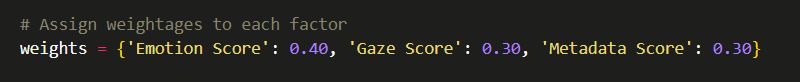 # Assign weightages to each factor
weights = {'Emotion Score': 0.40, 'Gaze Score': 0.30, 'Metadata Score': 0.30}